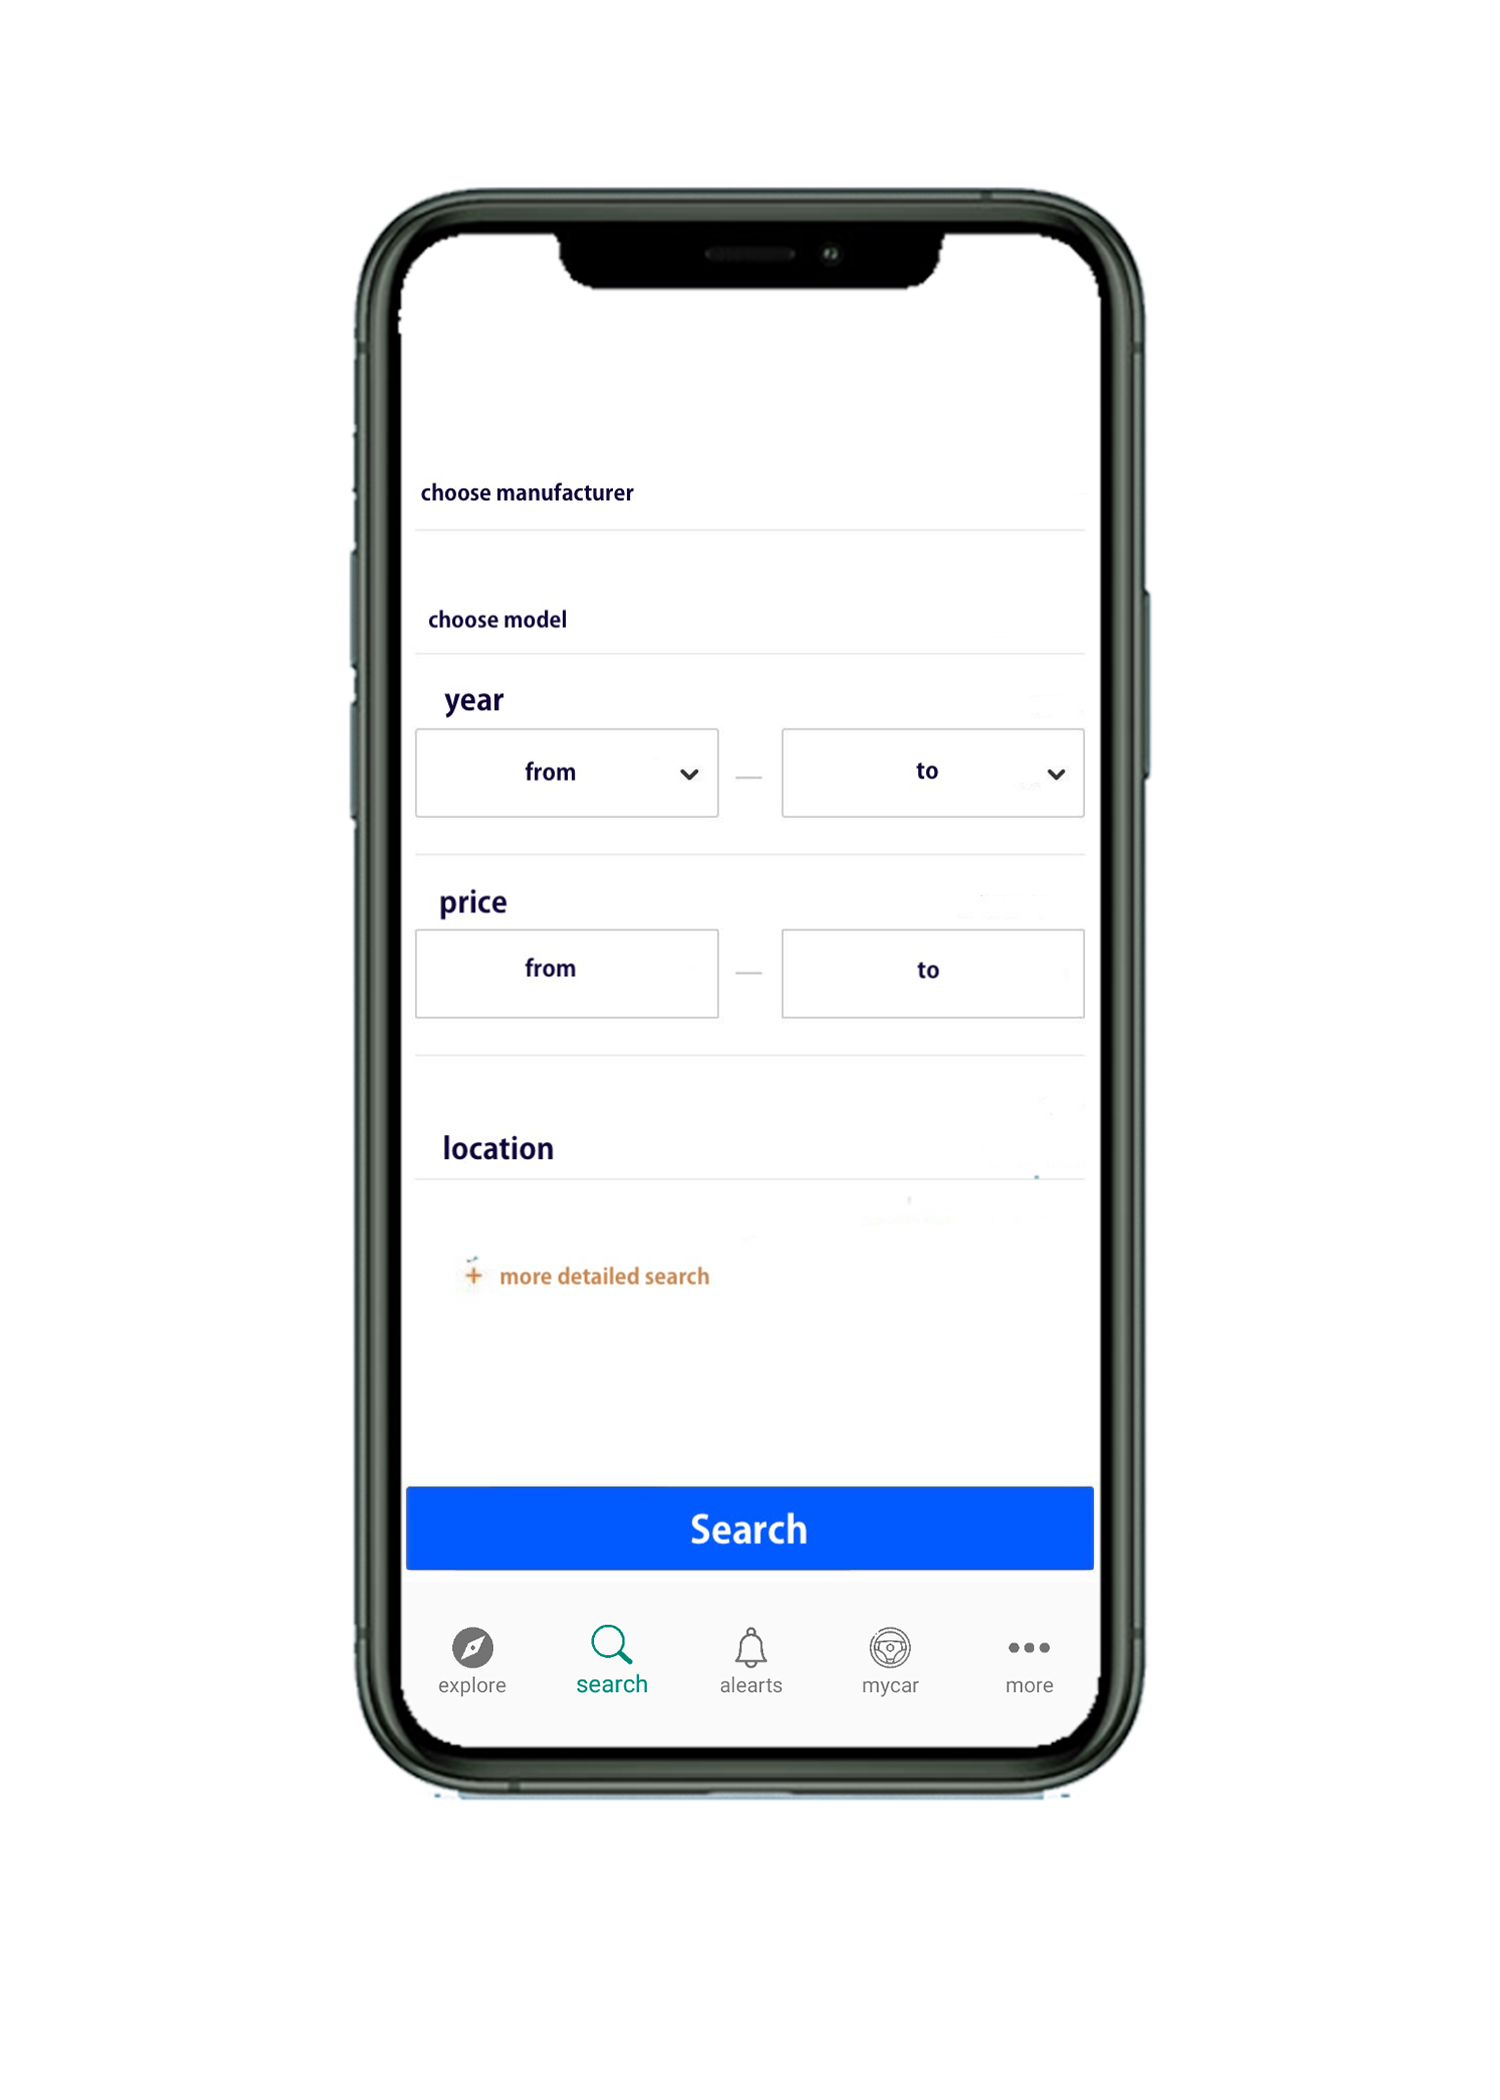 choose manufacturer
choose model
year
from
to
price
from
to
location
+ more detailed search
Search
explore
search
alearts
mycar
more